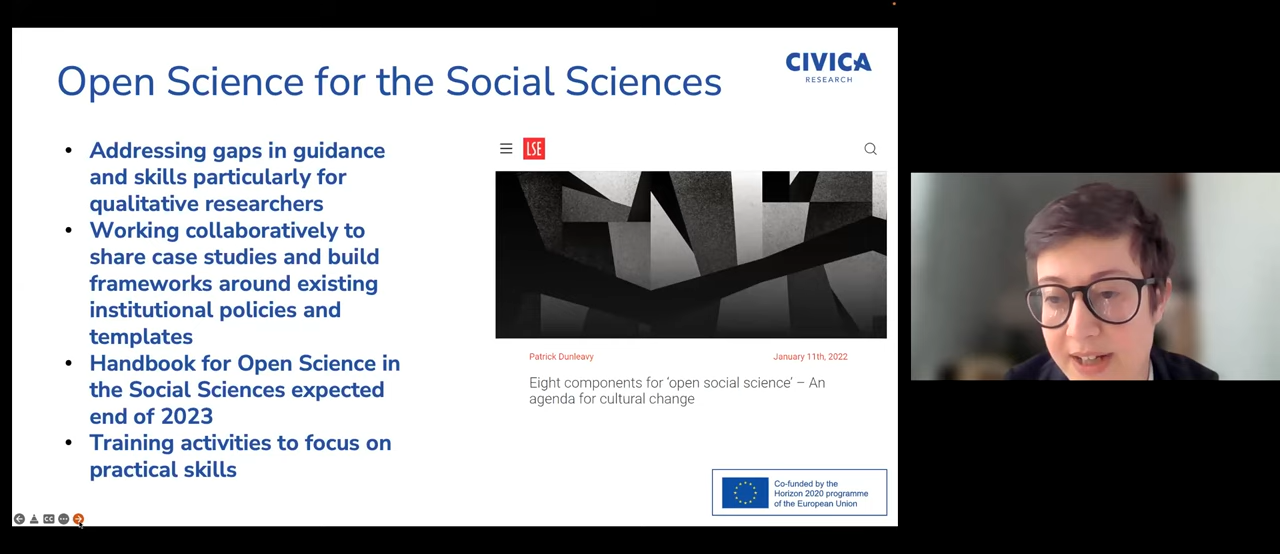 Open Science for the Social Sciences
CIVICA
RESEARCH
• Addressing gaps in guidance
and skills particularly for
qualitative researchers
• Working collaboratively to
share case studies and build
frameworks around existing
institutional policies and
templates
• Handbook for Open Science in
the Social Sciences expected
end of 2023
• Training activities to focus on
practical skills
LSE
Patrick Dunleavy
January 11th, 2022
Eight components for ‘open social science’ – An
agenda for cultural change
Co-funded by the
Horizon 2020 programme
of the European Union
CC